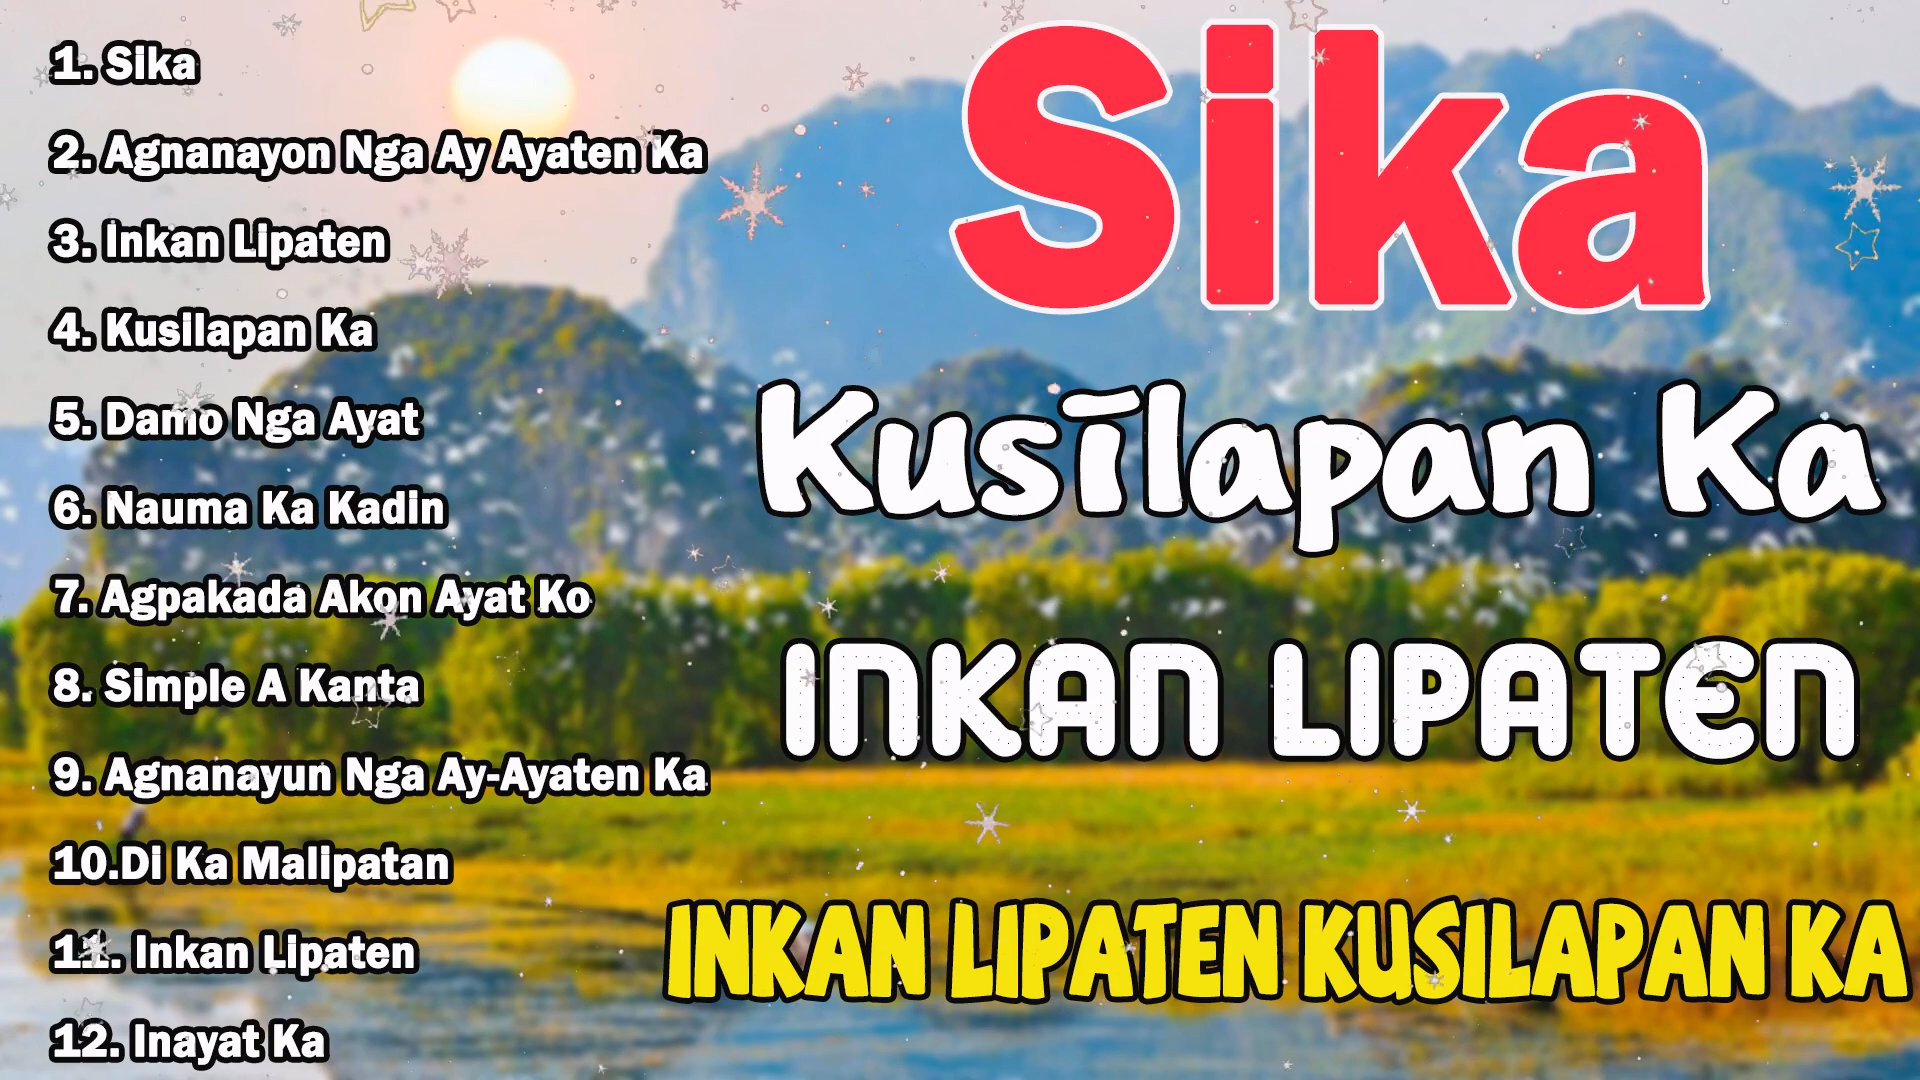 1. Sika
2. Agnanayon Nga Ay Ayaten Ka
3. Inkan Lipaten
4. Kusilapan Ka
5. Damo Nga Ayat
6. Nauma Ka Kadin
7. Agpakada Akon Ayat Ko
8. Simple A Kanta
9. Agnanayun Nga Ay-Ayaten Ka
10.Di Ka Malipatan
11. Inkan Lipaten
12. Inayat Ka
Sika
Kusīlapan Ka
INKAN LIPATEN
INKAN LIPATEN KUSILAPAN KA